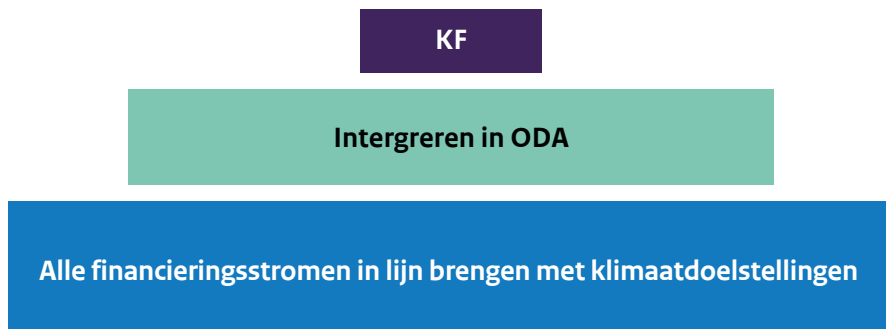 KF
Intergreren in ODA
Alle financieringsstromen in lijn brengen met klimaatdoelstellingen